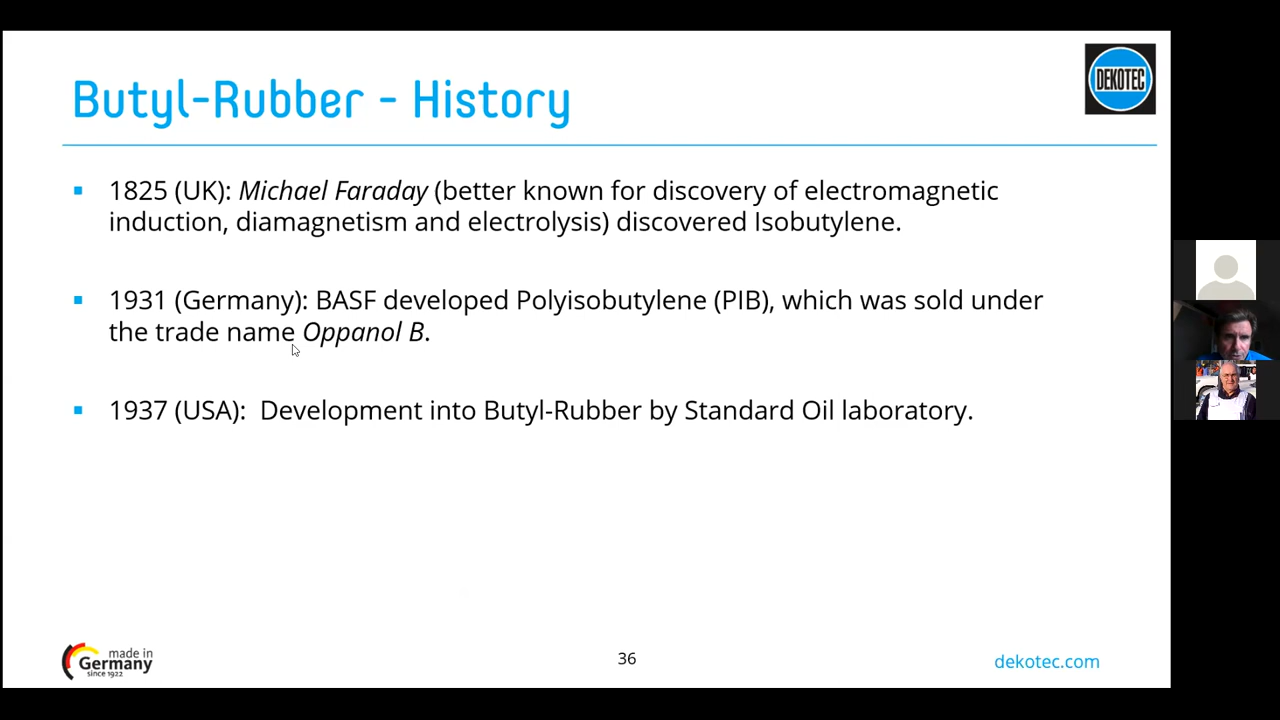 Butyl-Rubber - History
DEKOTEC
1825 (UK): Michael Faraday (better known for discovery of electromagnetic
induction, diamagnetism and electrolysis) discovered Isobutylene.
1931 (Germany): BASF developed Polyisobutylene (PIB), which was sold under
the trade name Oppanol B.
1937 (USA):  Development into Butyl-Rubber by Standard Oil laboratory.
made in
Germany
since 1922
36
dekotec.com